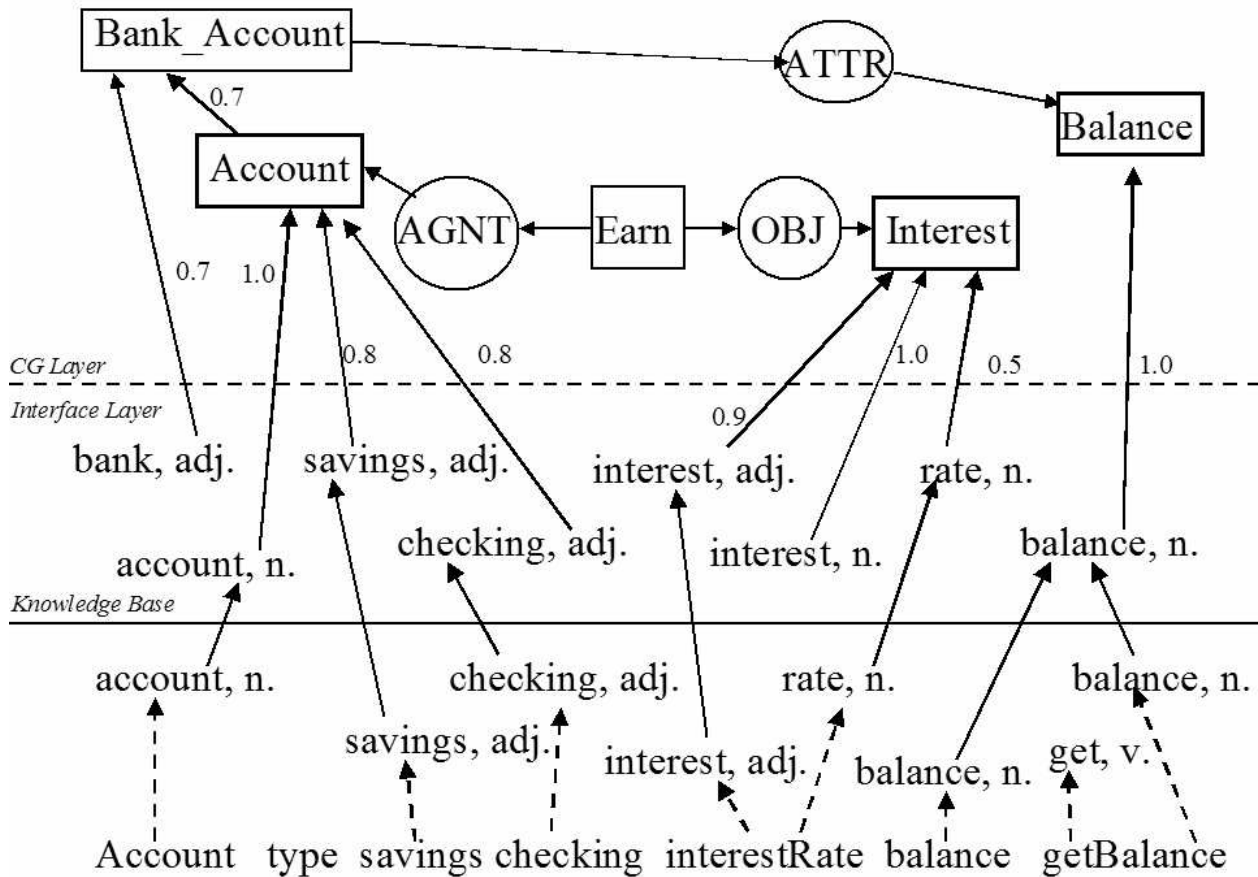 Bank_Account
ATTR
0.7
Balance
Account
AGNT
Earn
OBJ
Interest
0.7
1.0
0.8
0.8
1.0
0.5
1.0
CG Layer
Interface Layer
0.9
bank, adj.
savings, adj.
interest, adj.
rate, n.
account, n.
checking, adj.
interest, n.
balance, n.
Knowledge Base
account, n.
checking, adj.
rate, n.
balance, n.
savings, adj.
interest, adj.
balance, n.
get, v.
Account type savings checking interestRate balance getBalance